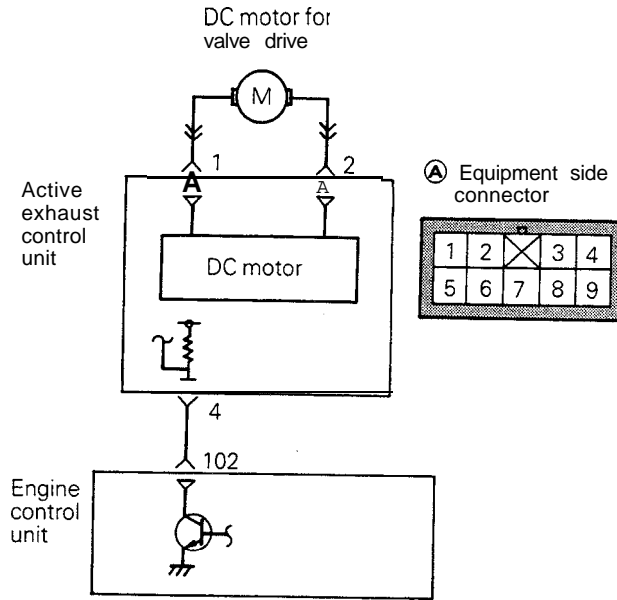 DC motor for
valve drive
M
1
2
A
A
Active
exhaust
control
unit
DC motor
Ⓐ Equipment side
connector
1 2 3 4
5 6 7 8 9
4
102
Engine
control
unit